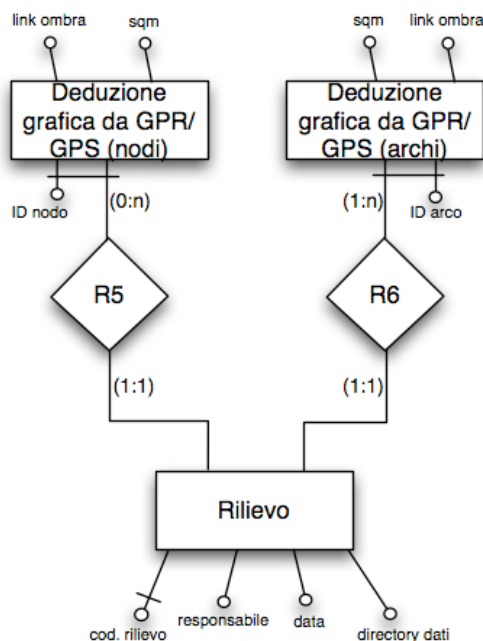 link ombra
sqm
sqm
link ombra
Deduzione
grafica da GPR/
GPS (nodi)
Deduzione
grafica da GPR/
GPS (archi)
ID nodo
(0:n)
(1:n)
ID arco
R5
R6
(1:1)
(1:1)
Rilievo
cod. rilievo
responsabile
data
directory dati